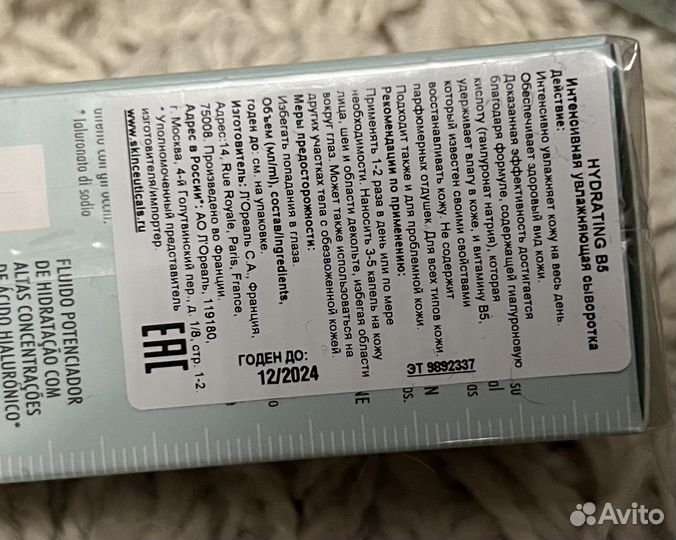 HYDRATING B5
Интенсивная увлажняющая сыворотка
Действие:
Интенсивно увлажняет кожу на весь день.
Обеспечивает здоровый вид кожи.
Доказанная эффективность достигается
благодаря формуле, содержащей гиалуроновую
кислоту (гиалуронат натрия), которая
удерживает влагу в коже, и витамину B5,
который известен своими свойствами
восстанавливать кожу. Не содержит
парфюмерных отдушек. Для всех типов кожи.
Подходит также и для проблемной кожи.
Рекомендации по применению:
Применять 1-2 раза в день или по мере
необходимости. Наносить 3-5 капель на кожу
лица, шеи и области декольте, избегая области
вокруг глаз. Может также использоваться на
других участках тела с обезвоженной кожей.
Меры предосторожности:
Избегать попадания в глаза.
Объем (мл/ml), состав/ingredients,
годен до: см. на упаковке.
Изготовитель: Л'Ореаль С.А., Франция.
Адрес:14, Rue Royale, Paris, France,
75008. Произведено во Франции.
Адрес в России*: АО Л'Ореаль, 119180,
г. Москва, 4-й Голутвинский пер., д. 1/8, стр. 1-2.
* Уполномоченный представитель
изготовителя/импортер.
www.skinceuticals.ru
EAC
ГОДЕН ДО:
12/2024
ЭТ 9892337
* Ialuronato di sodio
FLUIDO POTENCIADOR
DE HIDRATAÇÃO COM
ALTAS CONCENTRAÇÕES
DE ÁCIDO HIALURÓNICO*
Avito